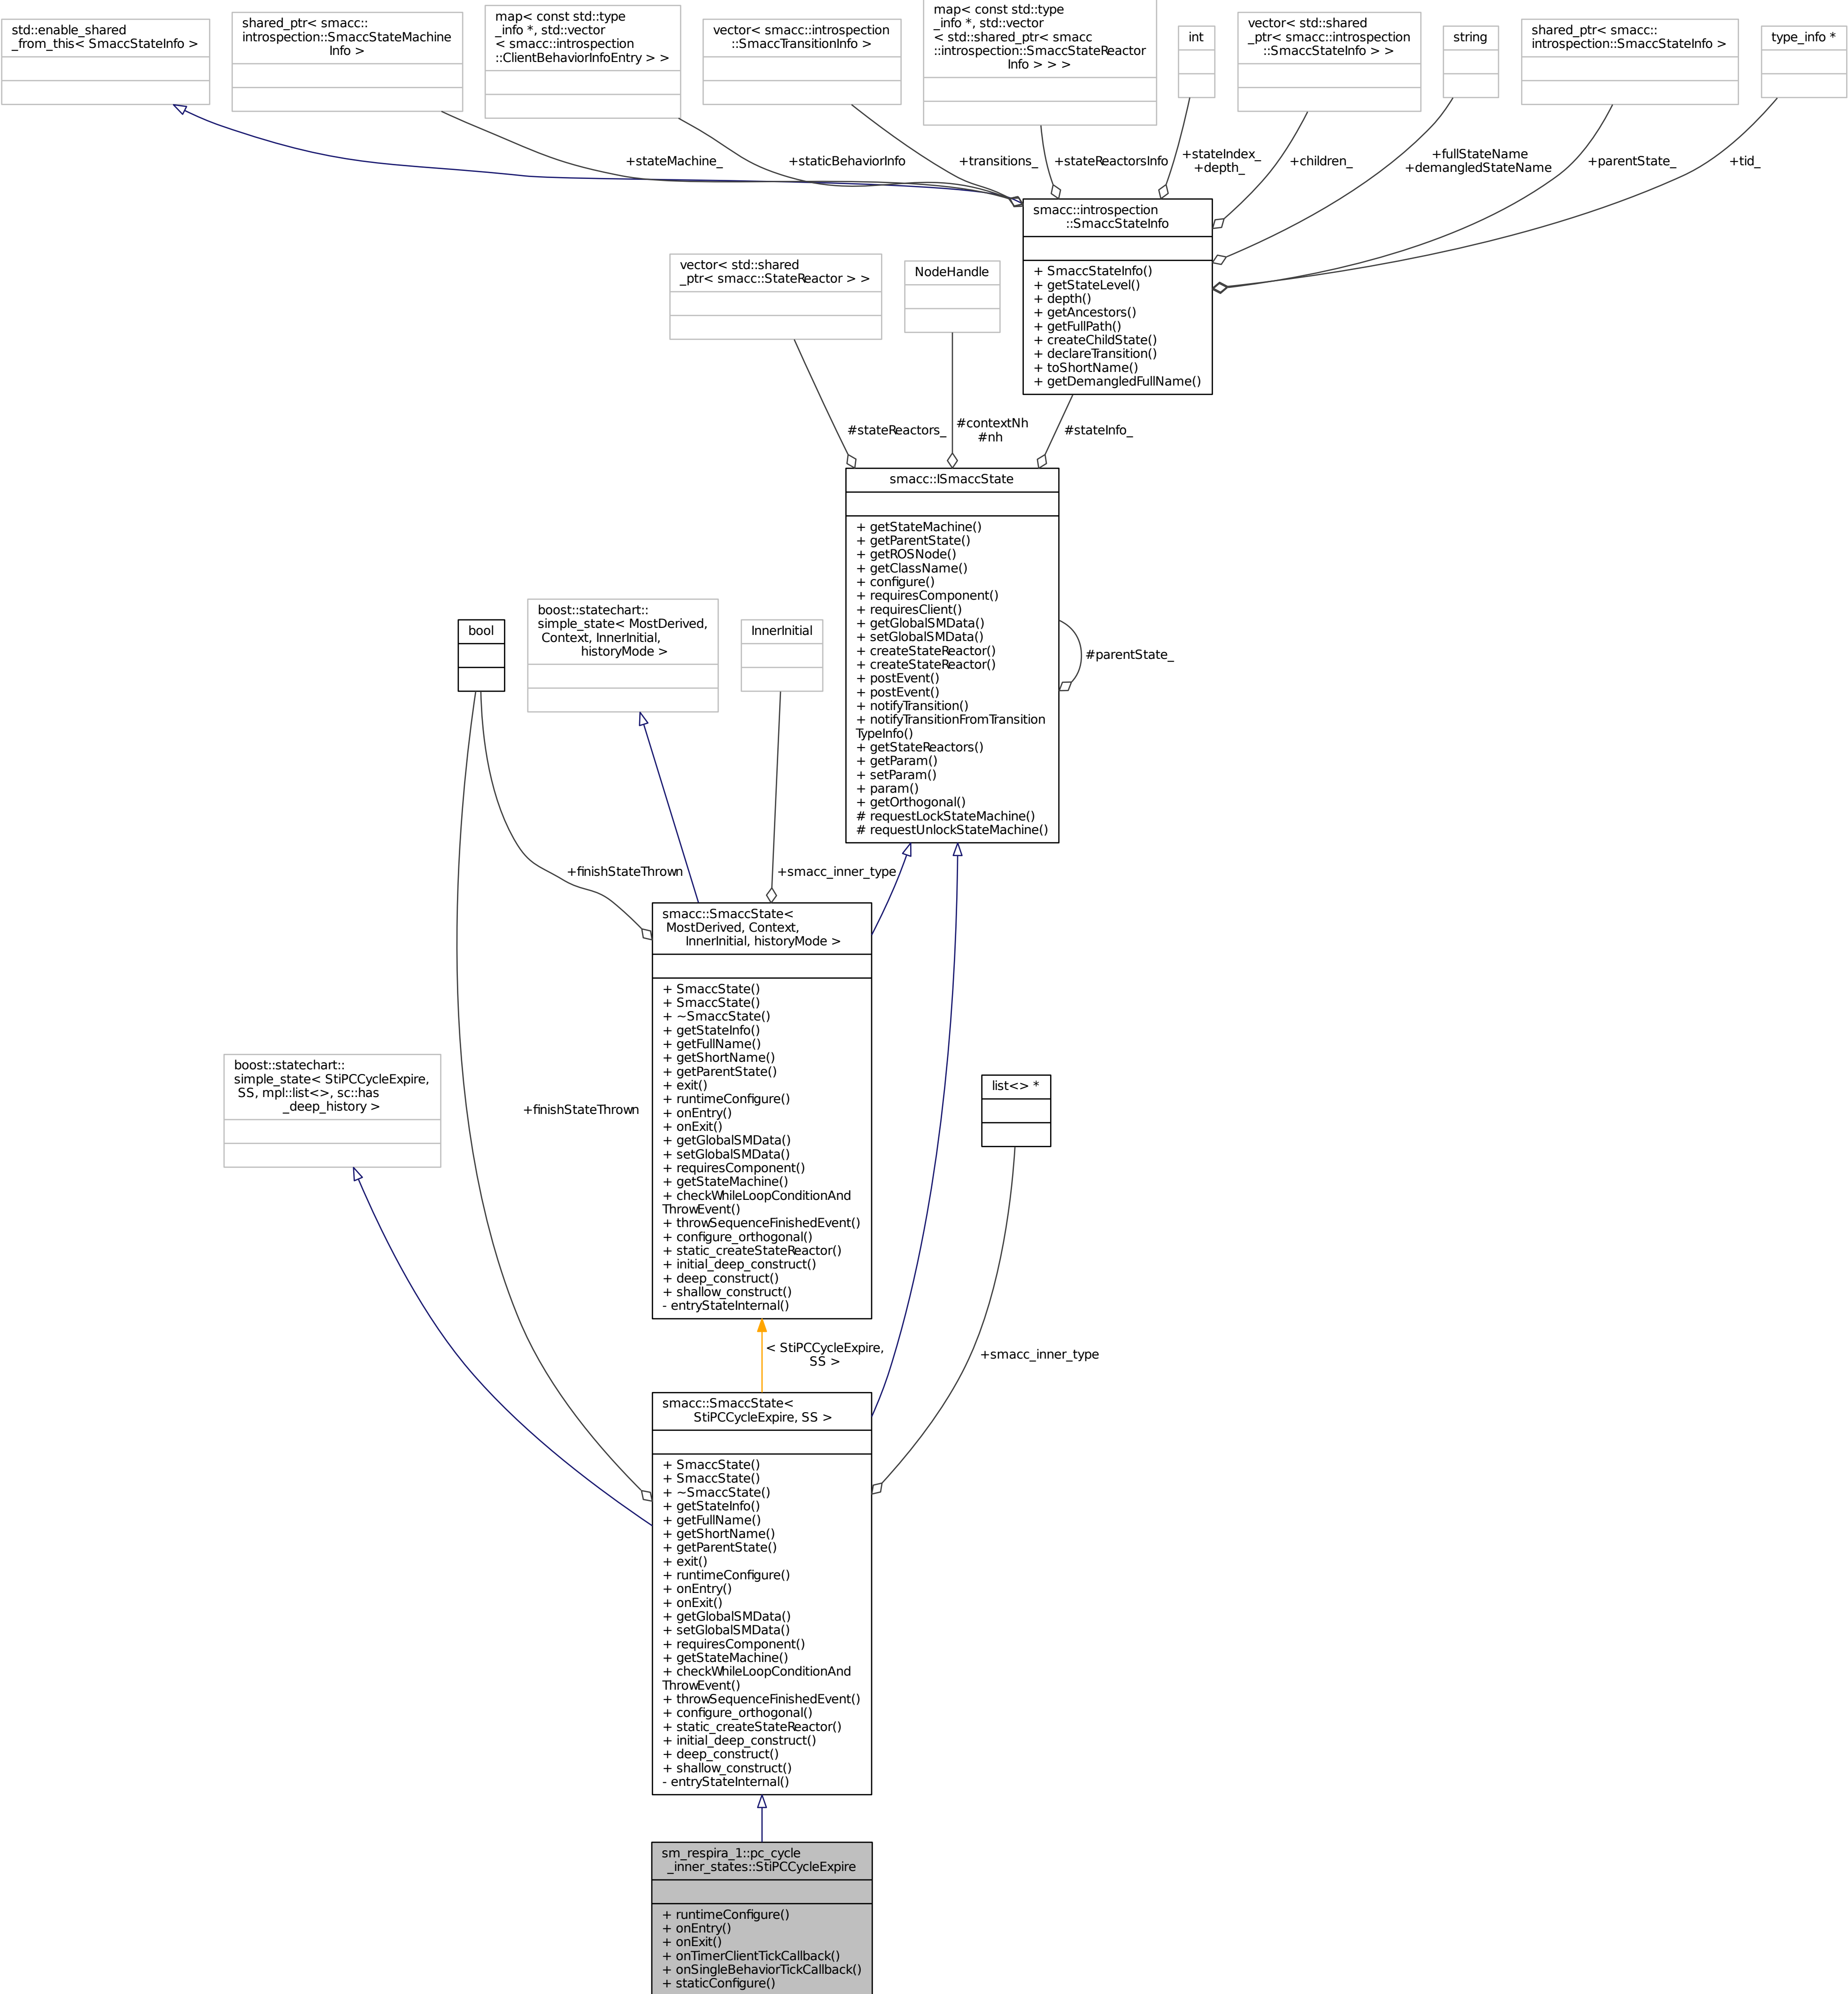 std::enable_shared
_from_this< SmaccStateInfo >
shared_ptr< smacc::
introspection::SmaccStateMachine
Info >
map< const std::type
_info *, std::vector
< smacc::introspection
::ClientBehaviorInfoEntry > >
vector< smacc::introspection
::SmaccTransitionInfo >
map< const std::type
_info *, std::vector
< std::shared_ptr< smacc
::introspection::SmaccStateReactor
Info > > >
int
vector< std::shared
_ptr< smacc::introspection
::SmaccStateInfo > >
string
shared_ptr< smacc::
introspection::SmaccStateInfo >
type_info *
+stateMachine_
+staticBehaviorInfo
+transitions_
+stateReactorsInfo
+stateIndex_
+depth_
+children_
+fullStateName
+demangledStateName
+parentState_
+tid_
smacc::introspection
::SmaccStateInfo
+ SmaccStateInfo()
+ getStateLevel()
+ depth()
+ getAncestors()
+ getFullPath()
+ createChildState()
+ declareTransition()
+ toShortName()
+ getDemangledFullName()
vector< std::shared
_ptr< smacc::StateReactor > >
NodeHandle
#stateReactors_
#contextNh
#nh
#stateInfo_
smacc::ISmaccState
+ getStateMachine()
+ getParentState()
+ getROSNode()
+ getClassName()
+ configure()
+ requiresComponent()
+ requiresClient()
+ getGlobalSMData()
+ setGlobalSMData()
+ createStateReactor()
+ createStateReactor()
+ postEvent()
+ postEvent()
+ notifyTransition()
+ notifyTransitionFromTransition
TypeInfo()
+ getStateReactors()
+ getParam()
+ setParam()
+ param()
+ getOrthogonal()
# requestLockStateMachine()
# requestUnlockStateMachine()
#parentState_
bool
boost::statechart::
simple_state< MostDerived,
Context, InnerInitial,
historyMode >
InnerInitial
+finishStateThrown
+smacc_inner_type
smacc::SmaccState<
MostDerived, Context,
InnerInitial, historyMode >
+ SmaccState()
+ SmaccState()
+ ~SmaccState()
+ getStateInfo()
+ getFullName()
+ getShortName()
+ getParentState()
+ exit()
+ runtimeConfigure()
+ onEntry()
+ onExit()
+ getGlobalSMData()
+ setGlobalSMData()
+ requiresComponent()
+ getStateMachine()
+ checkWhileLoopConditionAnd
ThrowEvent()
+ throwSequenceFinishedEvent()
+ configure_orthogonal()
+ static_createStateReactor()
+ initial_deep_construct()
+ deep_construct()
+ shallow_construct()
- entryStateInternal()
boost::statechart::
simple_state< StiPCCycleExpire,
SS, mpl::list<>, sc::has
_deep_history >
+finishStateThrown
list<> *
< StiPCCycleExpire,
SS >
+smacc_inner_type
smacc::SmaccState<
StiPCCycleExpire, SS >
+ SmaccState()
+ SmaccState()
+ ~SmaccState()
+ getStateInfo()
+ getFullName()
+ getShortName()
+ getParentState()
+ exit()
+ runtimeConfigure()
+ onEntry()
+ onExit()
+ getGlobalSMData()
+ setGlobalSMData()
+ requiresComponent()
+ getStateMachine()
+ checkWhileLoopConditionAnd
ThrowEvent()
+ throwSequenceFinishedEvent()
+ configure_orthogonal()
+ static_createStateReactor()
+ initial_deep_construct()
+ deep_construct()
+ shallow_construct()
- entryStateInternal()
sm_respira_1::pc_cycle
_inner_states::StiPCCycleExpire
+ runtimeConfigure()
+ onEntry()
+ onExit()
+ onTimerClientTickCallback()
+ onSingleBehaviorTickCallback()
+ staticConfigure()